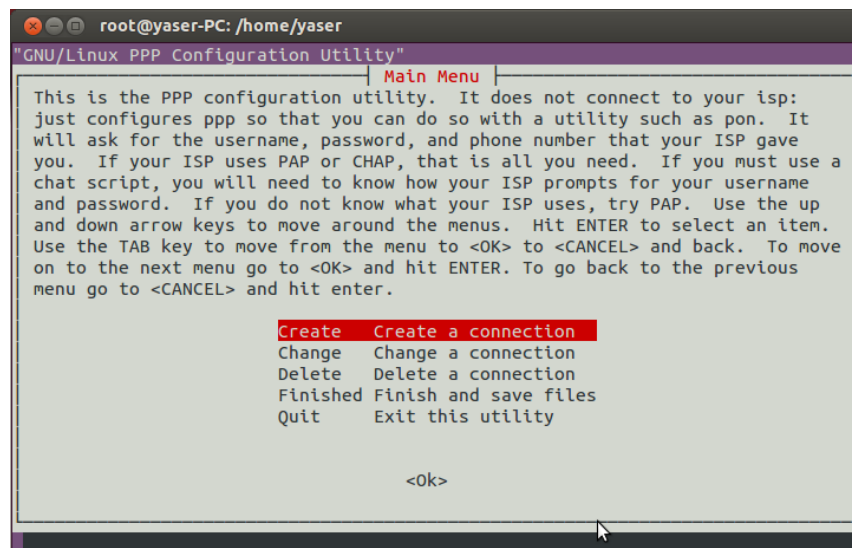 root@yaser-PC: /home/yaser
"GNU/Linux PPP Configuration Utility"
Main Menu
This is the PPP configuration utility.  It does not connect to your isp:
just configures ppp so that you can do so with a utility such as pon.  It
will ask for the username, password, and phone number that your ISP gave
you.  If your ISP uses PAP or CHAP, that is all you need.  If you must use a
chat script, you will need to know how your ISP prompts for your username
and password.  If you do not know what your ISP uses, try PAP.  Use the up
and down arrow keys to move around the menus.  Hit ENTER to select an item.
Use the TAB key to move from the menu to <OK> to <CANCEL> and back.  To move
on to the next menu go to <OK> and hit ENTER. To go back to the previous
menu go to <CANCEL> and hit enter.
Create   Create a connection
Change   Change a connection
Delete   Delete a connection
Finished Finish and save files
Quit     Exit this utility
<Ok>